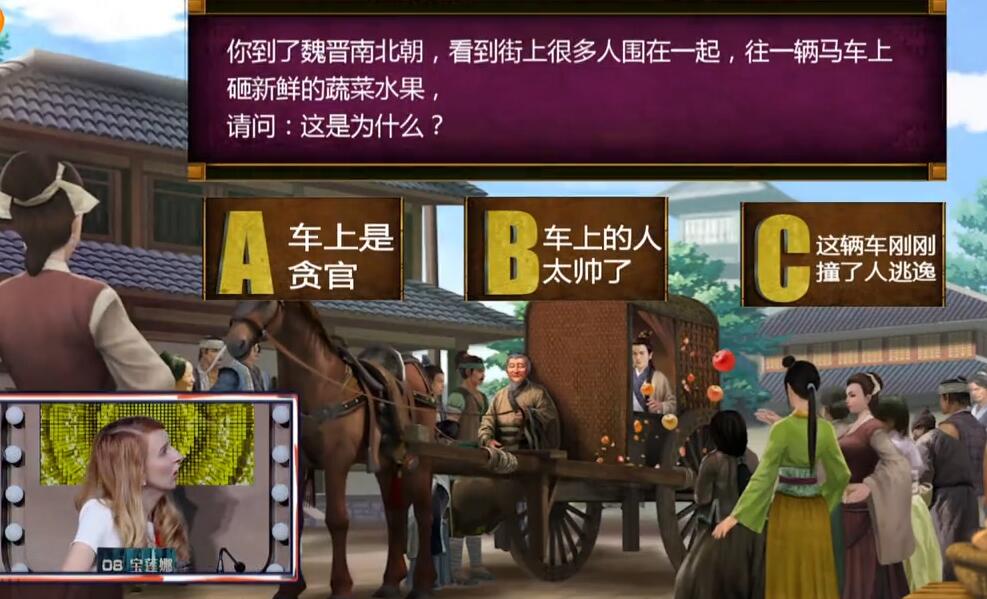 你到了魏晋南北朝，看到街上很多人围在一起，往一辆马车上
砸新鲜的蔬菜水果，
请问：这是为什么？
A 车上是
贪官
B 车上的人
太帅了
C 这辆车刚刚
撞了人逃逸
08 宝莲娜